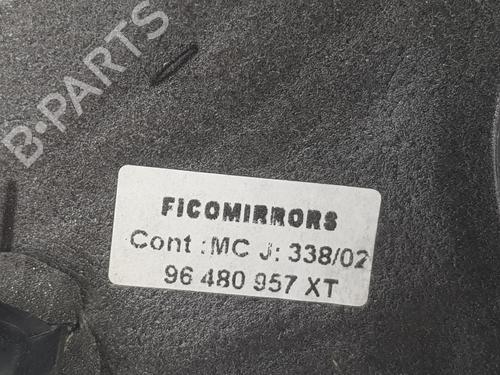 B-PARTS
FICOMIRRORS
Cont :MC J: 338/02
96 480 957 XT